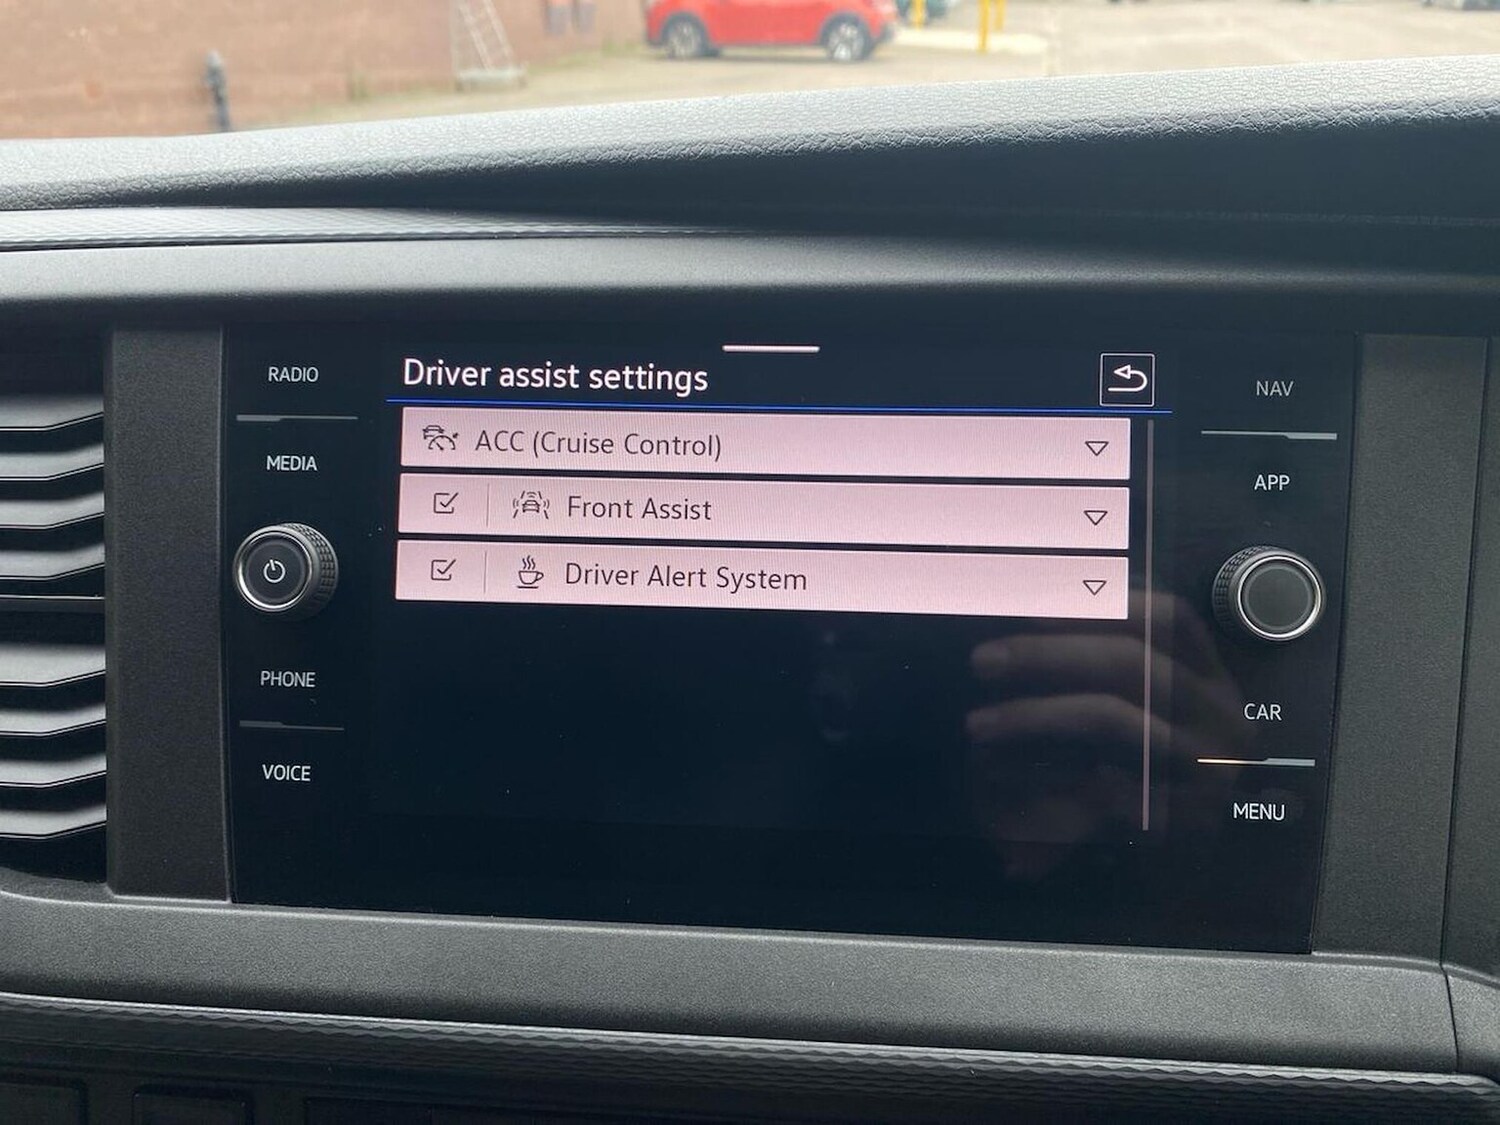 RADIO
MEDIA
PHONE
VOICE
Driver assist settings
ACC (Cruise Control)
Front Assist
Driver Alert System
NAV
APP
CAR
MENU